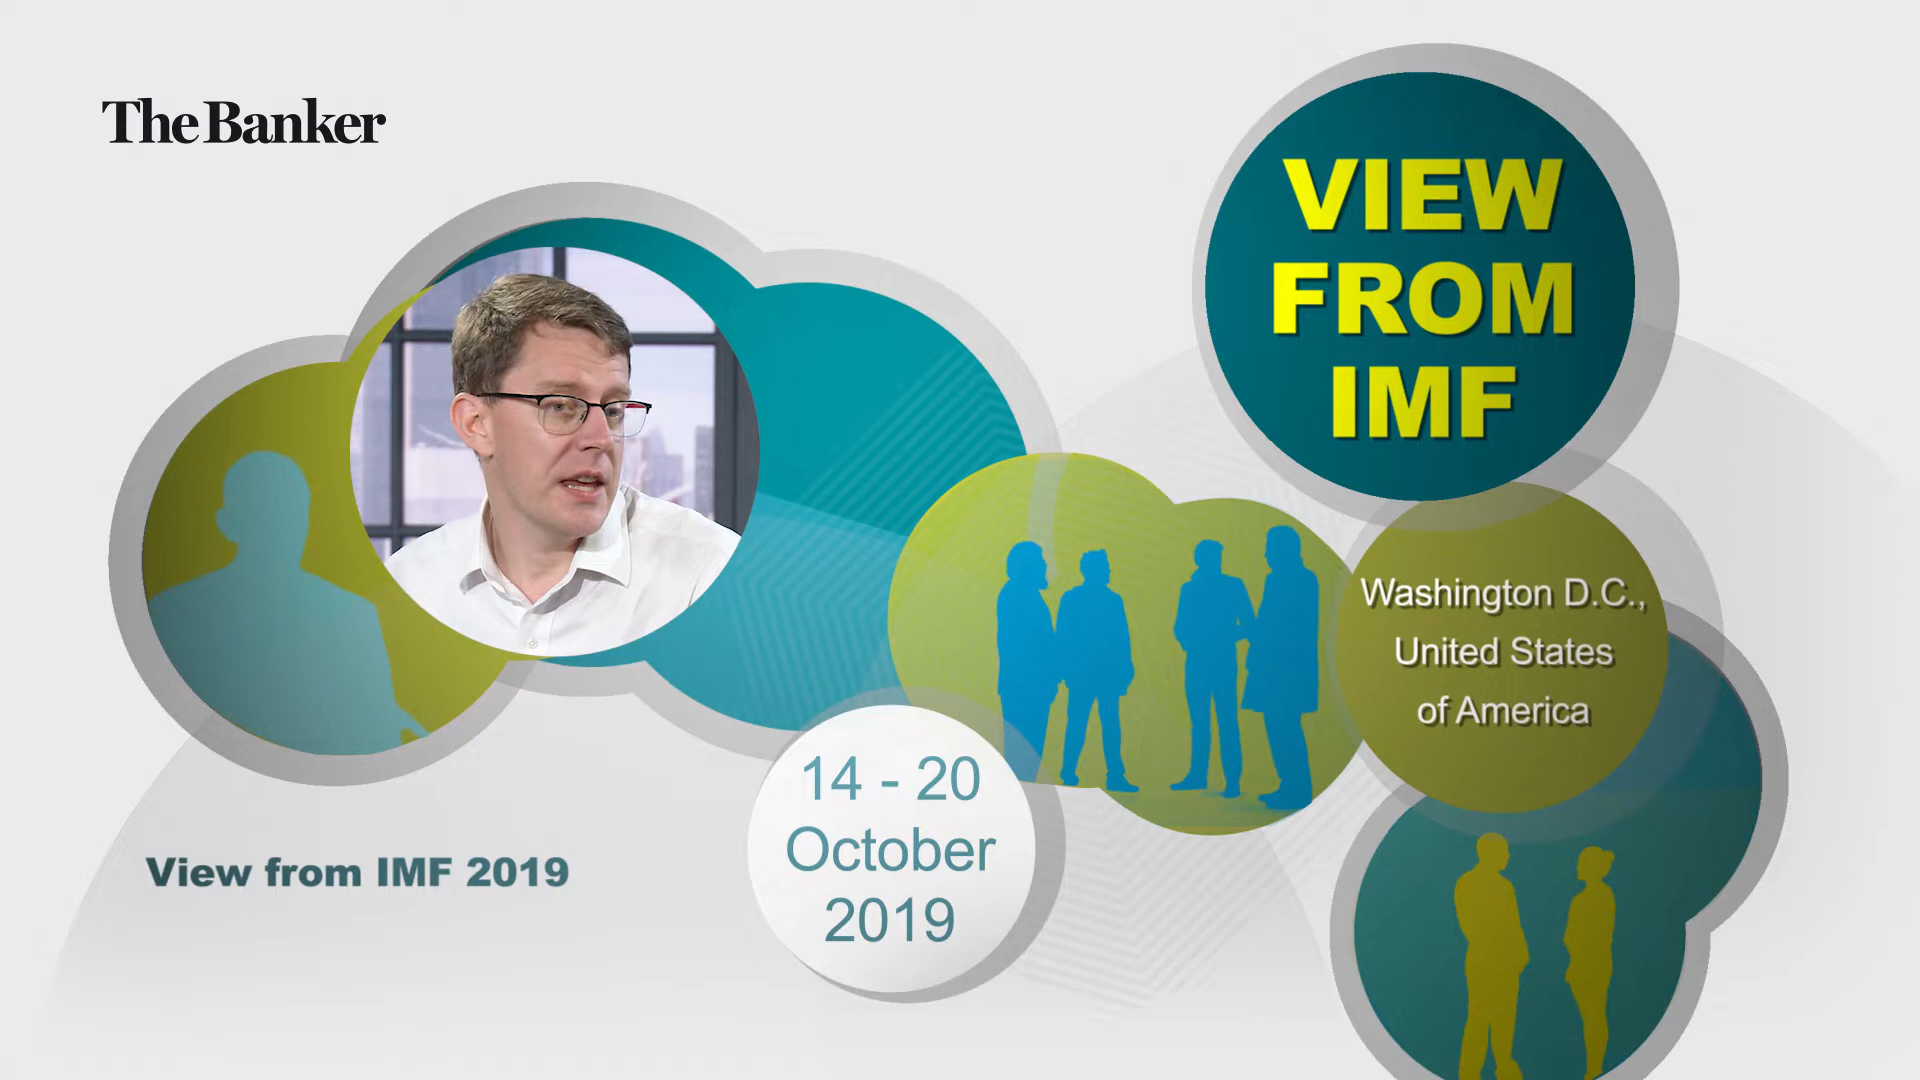 The Banker
VIEW
FROM
IMF
Washington D.C.,
United States
of America
14 - 20
October
2019
View from IMF 2019